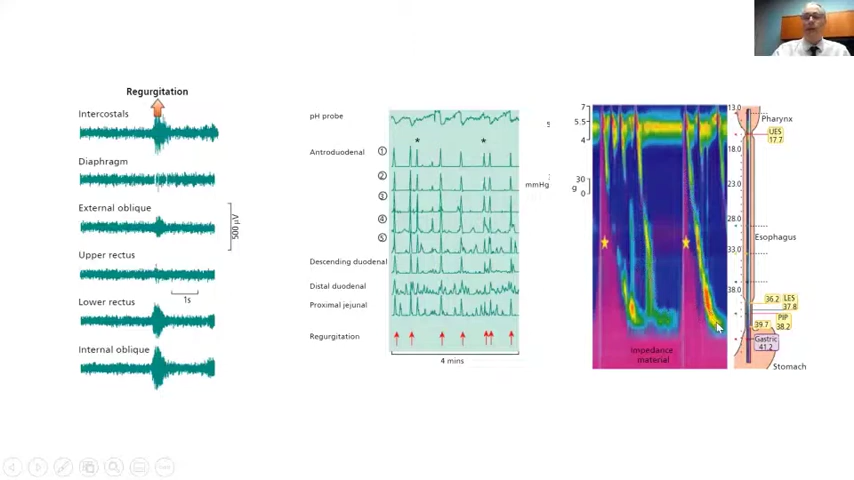 Regurgitation
Intercostals
Diaphragm
External oblique
Upper rectus
Lower rectus
Internal oblique
500 µV
1s
pH probe
Antroduodenal
1
2
3
4
5
Descending duodenal
Distal duodenal
Proximal jejunal
Regurgitation
4 mins
* *
mmHg
7
5.5
4
30
0
Impedance
material
13.0
18.0
23.0
28.0
33.0
38.0
Pharynx
UES
17.7
Esophagus
36.2 LES
37.8
PIP
39.7 38.2
Gastric
41.2
Stomach